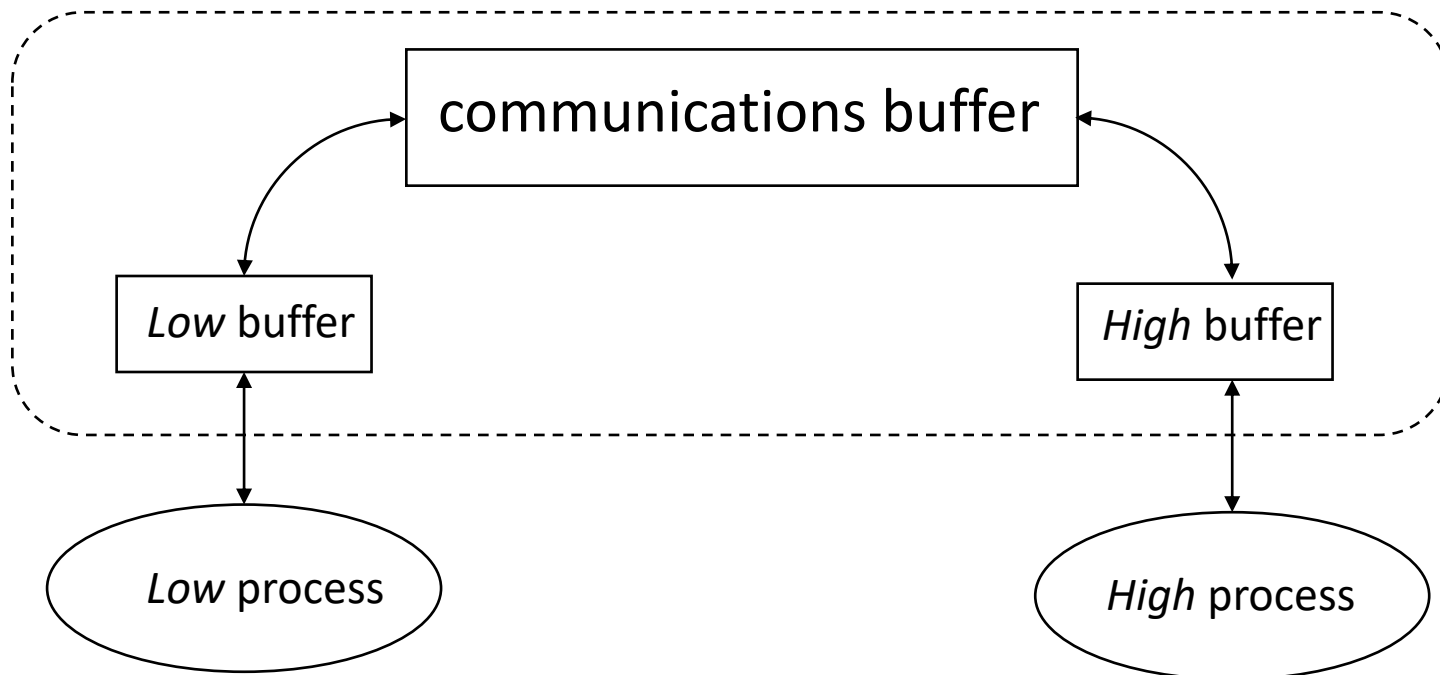 communications buffer
Low buffer
High buffer
Low process
High process